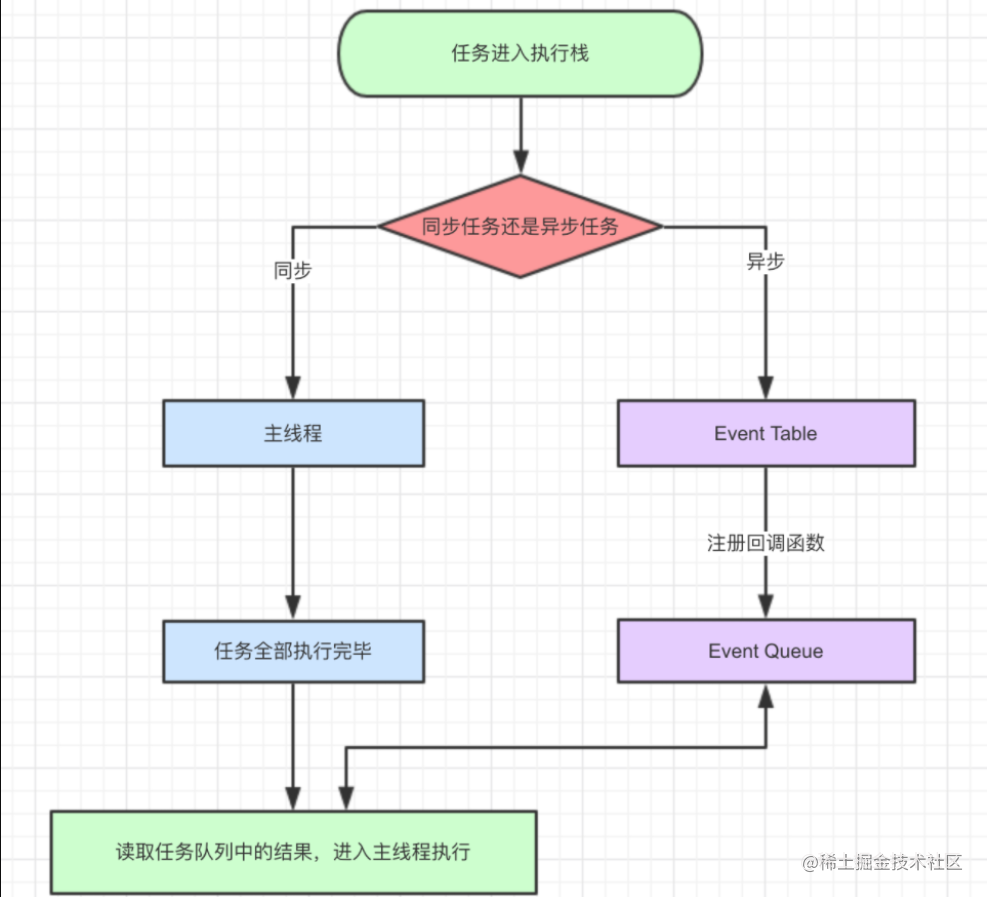 任务进入执行栈
同步任务还是异步任务
同步
异步
主线程
Event Table
注册回调函数
任务全部执行完毕
Event Queue
读取任务队列中的结果，进入主线程执行
@稀土掘金技术社区